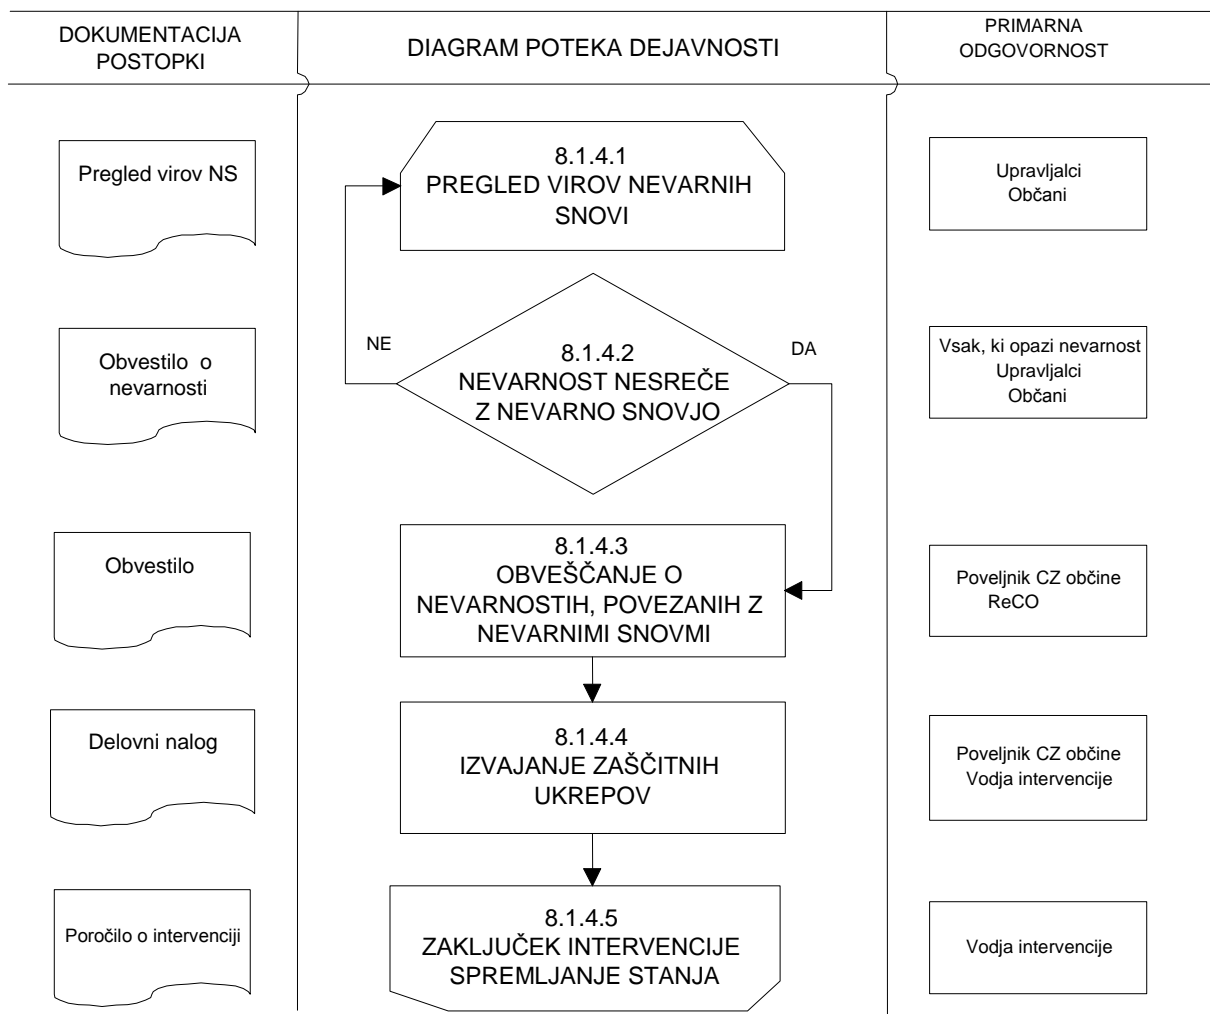 DOKUMENTACIJA
POSTOPKI
DIAGRAM POTEKA DEJAVNOSTI
PRIMARNA
ODGOVORNOST
Pregled virov NS
8.1.4.1
PREGLED VIROV NEVARNIH
SNOVI
Upravljalci
Občani
Obvestilo o
nevarnosti
NE
8.1.4.2
NEVARNOST NESREČE
Z NEVARNO SNOVJO
DA
Vsak, ki opazi nevarnost
Upravljalci
Občani
Obvestilo
8.1.4.3
OBVEŠČANJE O
NEVARNOSTIH, POVEZANIH Z
NEVARNIMI SNOVMI
Poveljnik CZ občine
ReCO
Delovni nalog
8.1.4.4
IZVAJANJE ZAŠČITNIH
UKREPOV
Poveljnik CZ občine
Vodja intervencije
Poročilo o intervenciji
8.1.4.5
ZAKLJUČEK INTERVENCIJE
SPREMLJANJE STANJA
Vodja intervencije